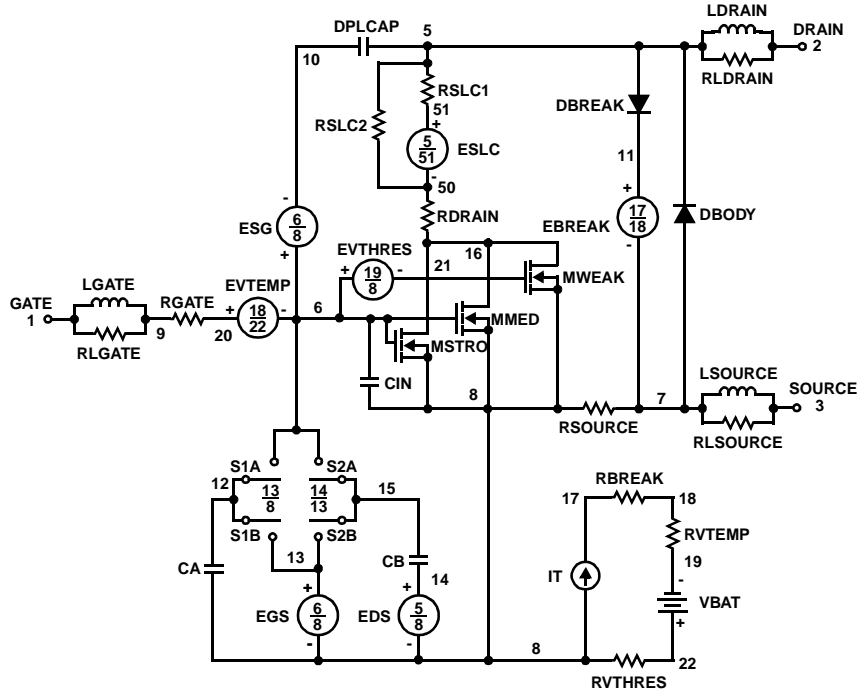 LDRAIN
DPLCAP 5 DRAIN
10 2
RLDRAIN
RSLC1
51
DBREAK
RSLC2
+
5
51
ESLC
11
-
50
-
+
17
18
EBREAK
-
DBODY
ESG
6
8
+
RDRAIN
EVTHRES
16
21
+
19
8
-
MWEAK
LGATE
EVTEMP
GATE
RGATE
1
+
18
22
-
6
MMED
9
20
MSTRO
RLGATE
LSOURCE
CIN
8
7
SOURCE
3
RSOURCE
RLSOURCE
S1A
S2A
12
13
8
14
13
15
S1B
S2B
RBREAK
17
18
13
CA
CB
RVTEMP
19
IT
14
-
+
EGS
6
8
-
+
EDS
5
8
-
VBAT
+
8
22
RVTHRES